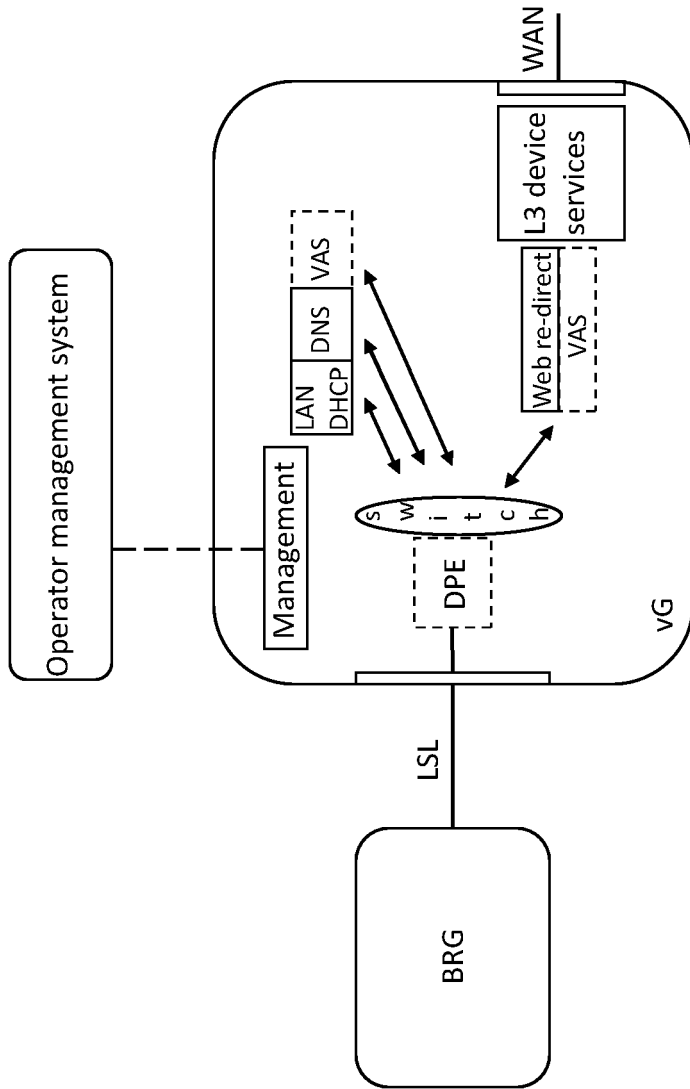 Operator management system
Management
LAN
DHCP
DNS
VAS
BRG
LSL
DPE
switch
Web re-direct
VAS
L3 device
services
WAN
vG